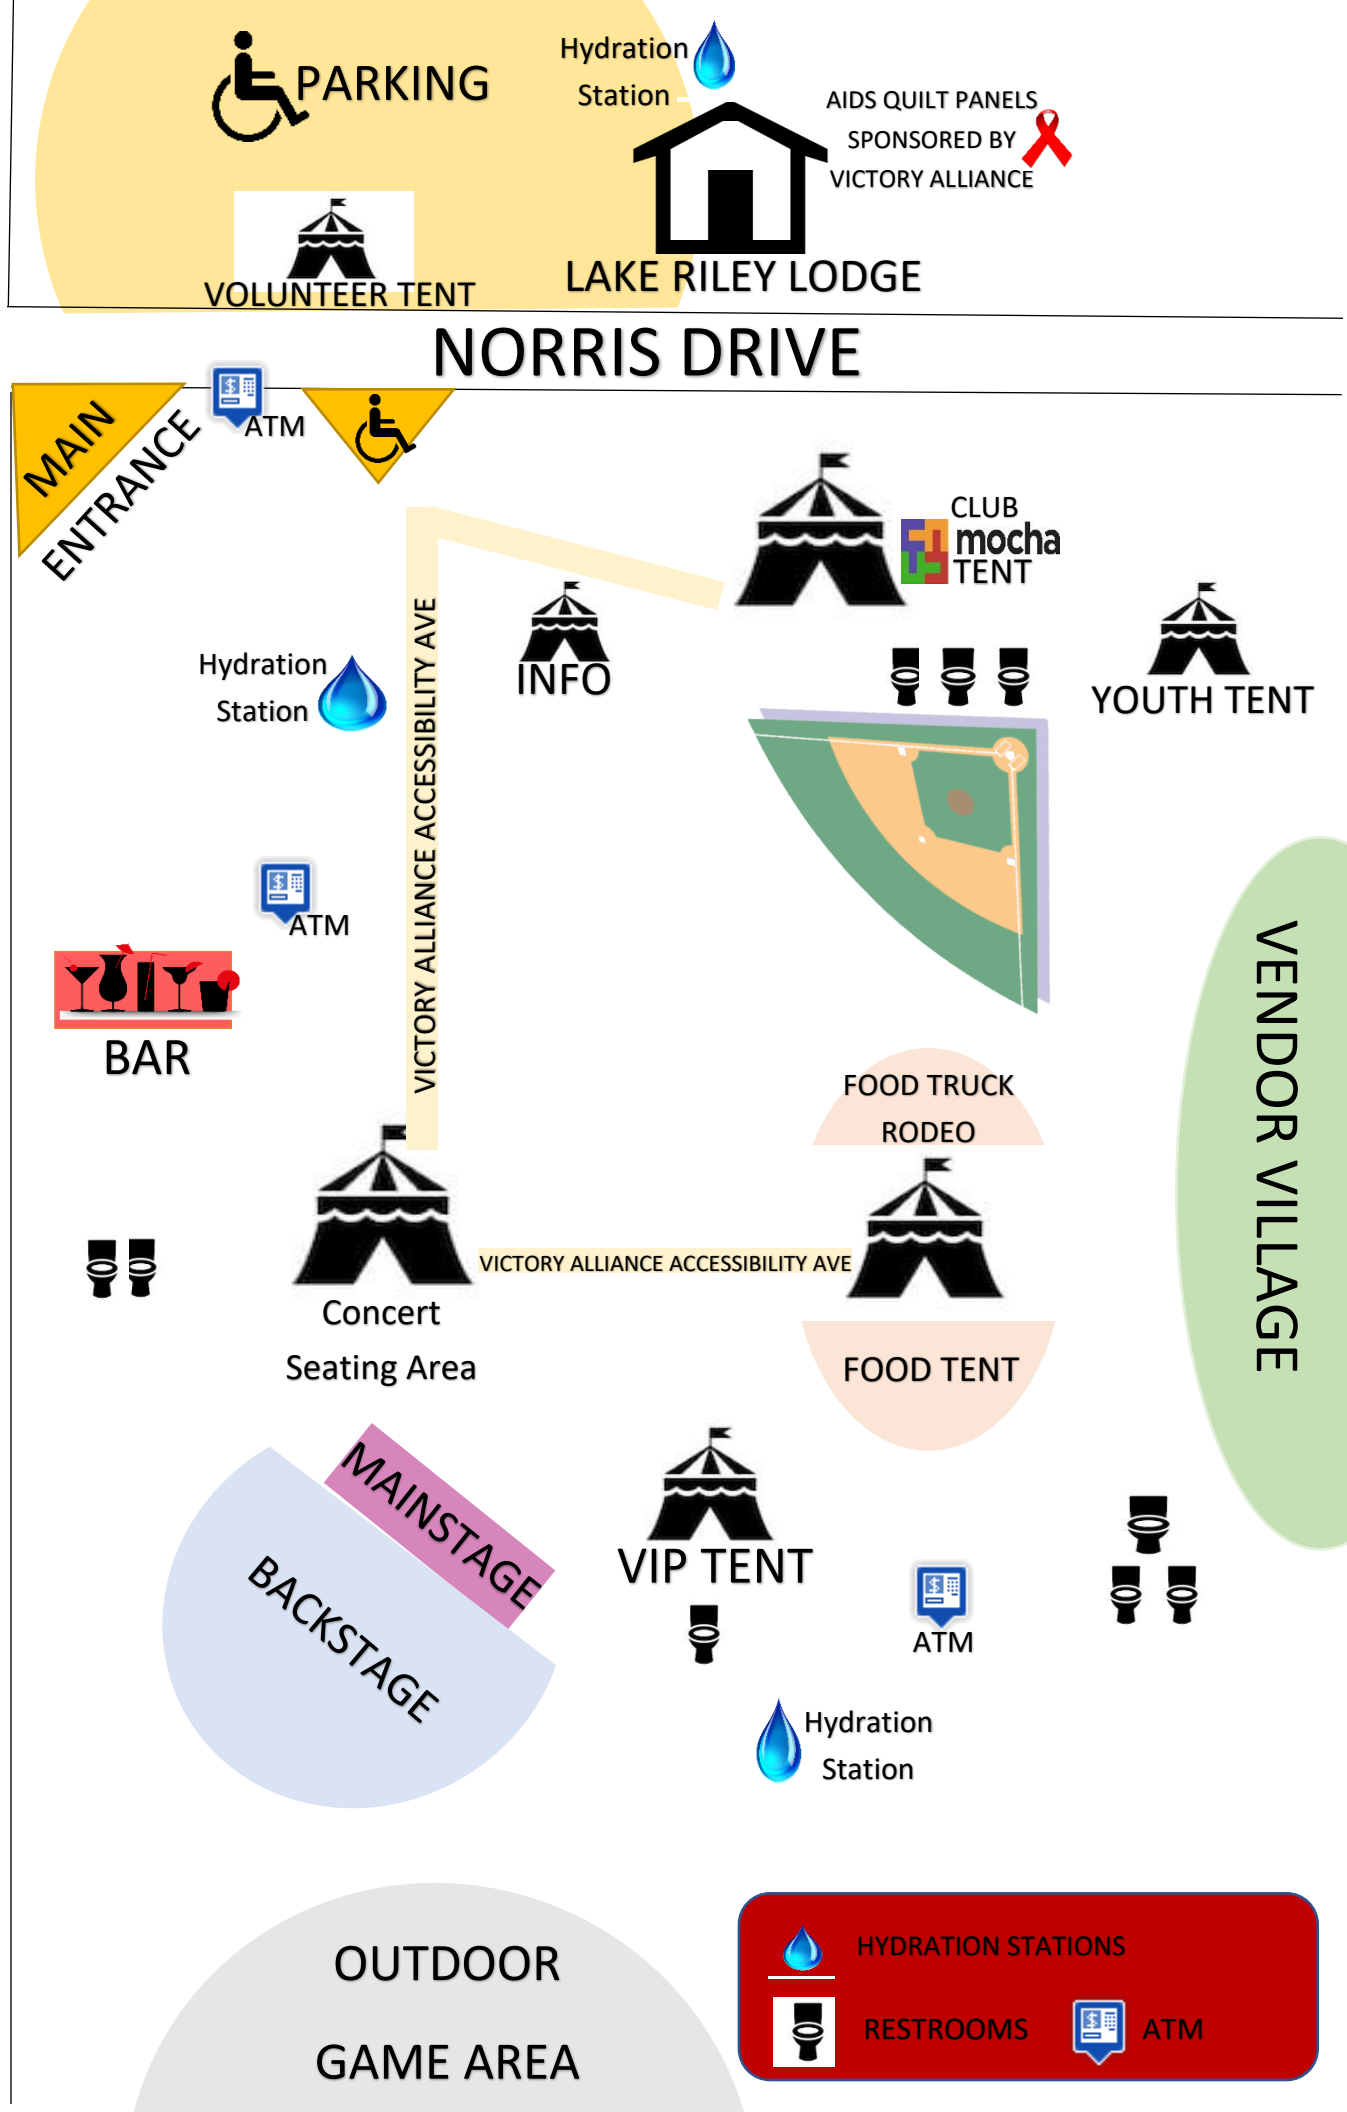 PARKING
Hydration
Station
AIDS QUILT PANELS
SPONSORED BY
VICTORY ALLIANCE
VOLUNTEER TENT
LAKE RILEY LODGE
NORRIS DRIVE
MAIN
ENTRANCE
ATM
CLUB
mocha
TENT
INFO
YOUTH TENT
Hydration
Station
VICTORY ALLIANCE ACCESSIBILITY AVE
ATM
BAR
VENDOR VILLAGE
FOOD TRUCK
RODEO
VICTORY ALLIANCE ACCESSIBILITY AVE
Concert
Seating Area
FOOD TENT
MAINSTAGE
BACKSTAGE
VIP TENT
ATM
Hydration
Station
OUTDOOR
GAME AREA
HYDRATION STATIONS
RESTROOMS
ATM